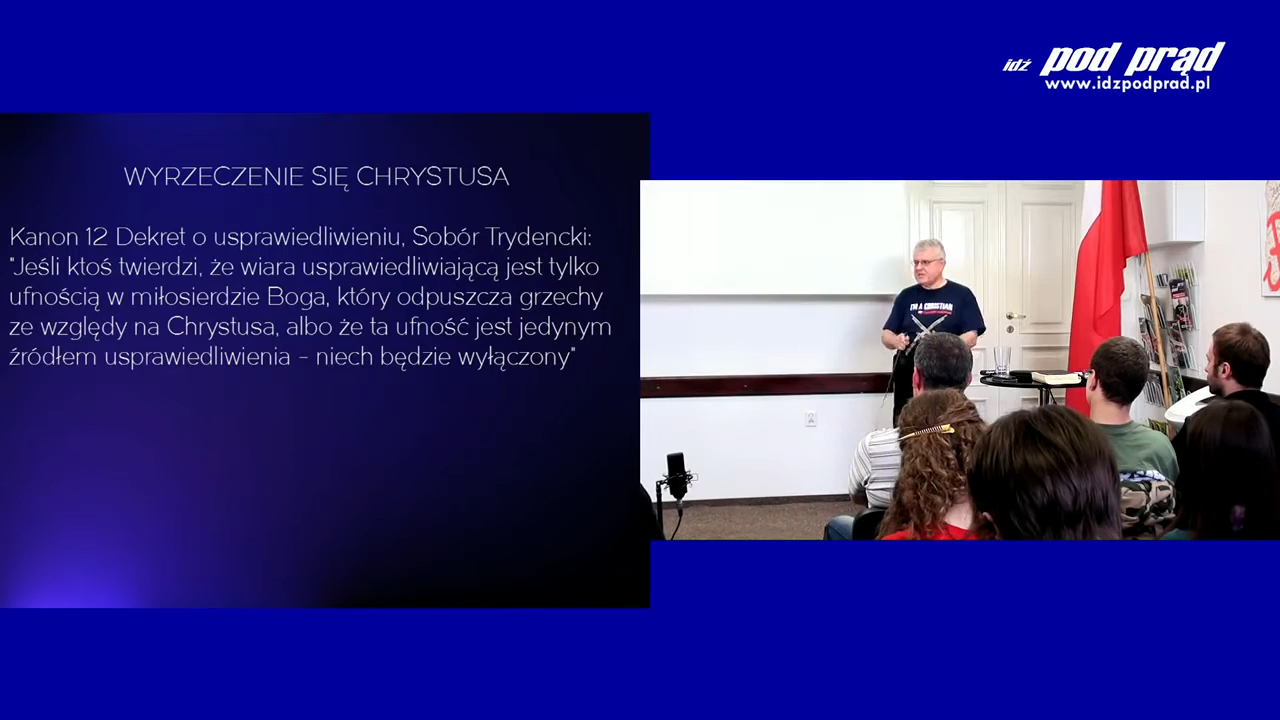 idź pod prąd
www.idzpodprad.pl
WYRZECZENIE SIĘ CHRYSTUSA
Kanon 12 Dekret o usprawiedliwieniu, Sobór Trydencki:
"Jeśli ktoś twierdzi, że wiara usprawiedliwiającą jest tylko
ufnością w miłosierdzie Boga, który odpuszcza grzechy
ze względy na Chrystusa, albo że ta ufność jest jedynym
źródłem usprawiedliwienia - niech będzie wyłączony"
I'M A CHRISTIAN